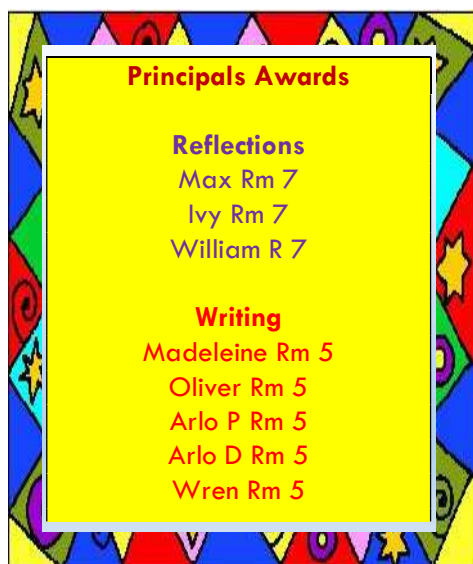 Principals Awards
Reflections
Max Rm 7
Ivy Rm 7
William R 7
Writing
Madeleine Rm 5
Oliver Rm 5
Arlo P Rm 5
Arlo D Rm 5
Wren Rm 5